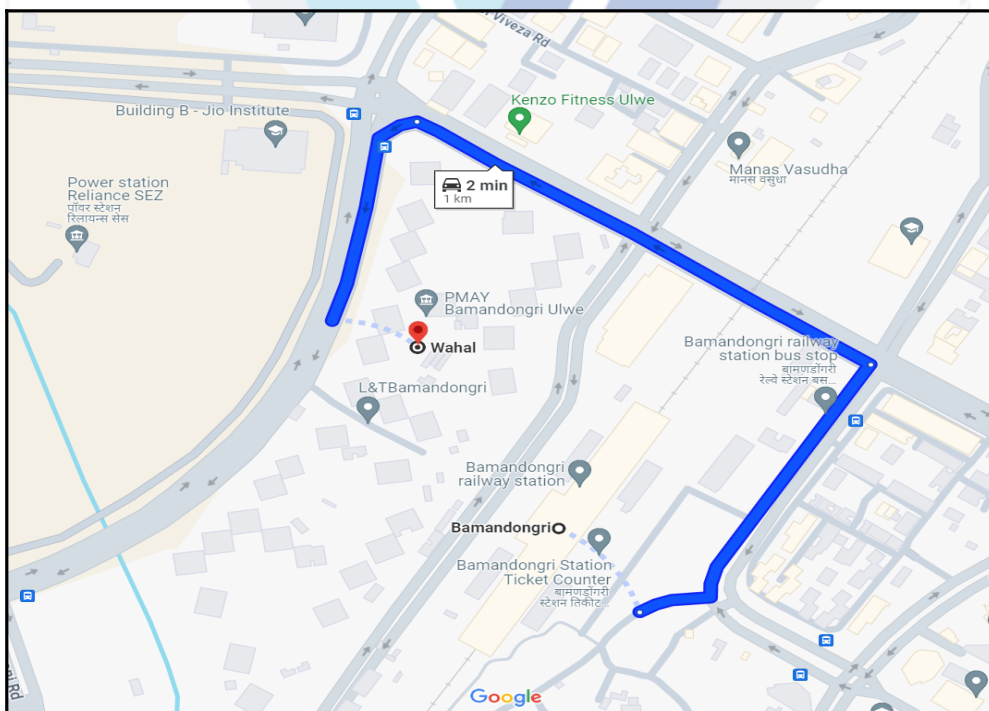 Viveza Rd
Kenzo Fitness Ulwe
Building B - Jio Institute
Manas Vasudha
मानस वसुधा
Power station
Reliance SEZ
पॉवर स्टेशन
रिलायन्स सेस
2 min
1 km
PMAY
Bamandongri Ulwe
Wahal
Bamandongri railway
station bus stop
बामणडोंगरी
रेल्वे स्टेशन बस...
L&TBamandongri
Bamandongri
railway station
Bamandongri
Bamandongri Station
Ticket Counter
बामणडोंगरी
स्टेशन तिकीट...
Rd
Google